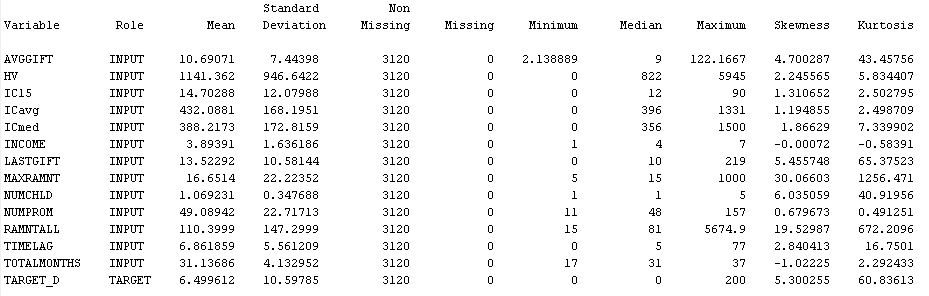 Standard Non
Variable Role Mean Deviation Missing Missing Minimum Median Maximum Skewness Kurtosis
AVGGIFT INPUT 10.69071 7.44398 3120 0 2.138889 9 122.1667 4.700287 43.45756
HV INPUT 1141.362 946.6422 3120 0 0 822 5945 2.245565 5.834407
IC15 INPUT 14.70288 12.07988 3120 0 0 12 90 1.310652 2.502795
ICavg INPUT 432.0881 168.1951 3120 0 0 396 1331 1.194855 2.498709
ICmed INPUT 388.2173 172.8159 3120 0 0 356 1500 1.86629 7.339902
INCOME INPUT 3.89391 1.636186 3120 0 1 4 7 -0.00072 -0.58391
LASTGIFT INPUT 13.52292 10.58144 3120 0 0 10 219 5.455748 65.37523
MAXRAMNT INPUT 16.6514 22.22352 3120 0 5 15 1000 30.06603 1256.471
NUMCHLD INPUT 1.069231 0.347688 3120 0 1 1 5 6.035059 40.91956
NUMPROM INPUT 49.08942 22.71713 3120 0 11 48 157 0.679673 0.491251
RAMNTALL INPUT 110.3999 147.2999 3120 0 15 81 5674.9 19.52987 672.2096
TIMELAG INPUT 6.861859 5.561209 3120 0 0 5 77 2.840413 16.7501
TOTALMONTHS INPUT 31.13686 4.132952 3120 0 17 31 37 -1.02225 2.292433
TARGET_D TARGET 6.499612 10.59785 3120 0 0 0 200 5.300255 60.83613